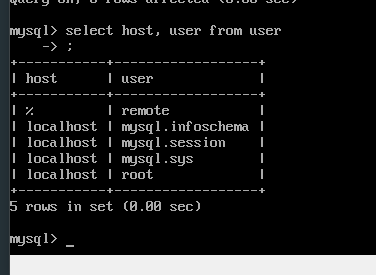 Query OK, 0 rows affected (0.00 sec)
mysql> select host, user from user
    -> ;
+-----------+------------------+
| host      | user             |
+-----------+------------------+
| %         | remote           |
| localhost | mysql.infoschema |
| localhost | mysql.session    |
| localhost | mysql.sys        |
| localhost | root             |
+-----------+------------------+
5 rows in set (0.00 sec)
mysql> _